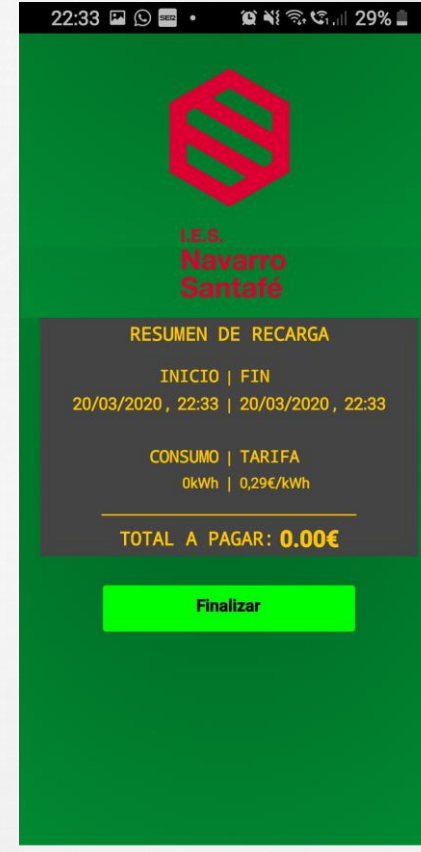 22:33 29%
I.E.S.
Navarro
Santafé
RESUMEN DE RECARGA
INICIO | FIN
20/03/2020, 22:33 | 20/03/2020, 22:33
CONSUMO | TARIFA
0kWh | 0,29€/kWh
TOTAL A PAGAR: 0.00€
Finalizar